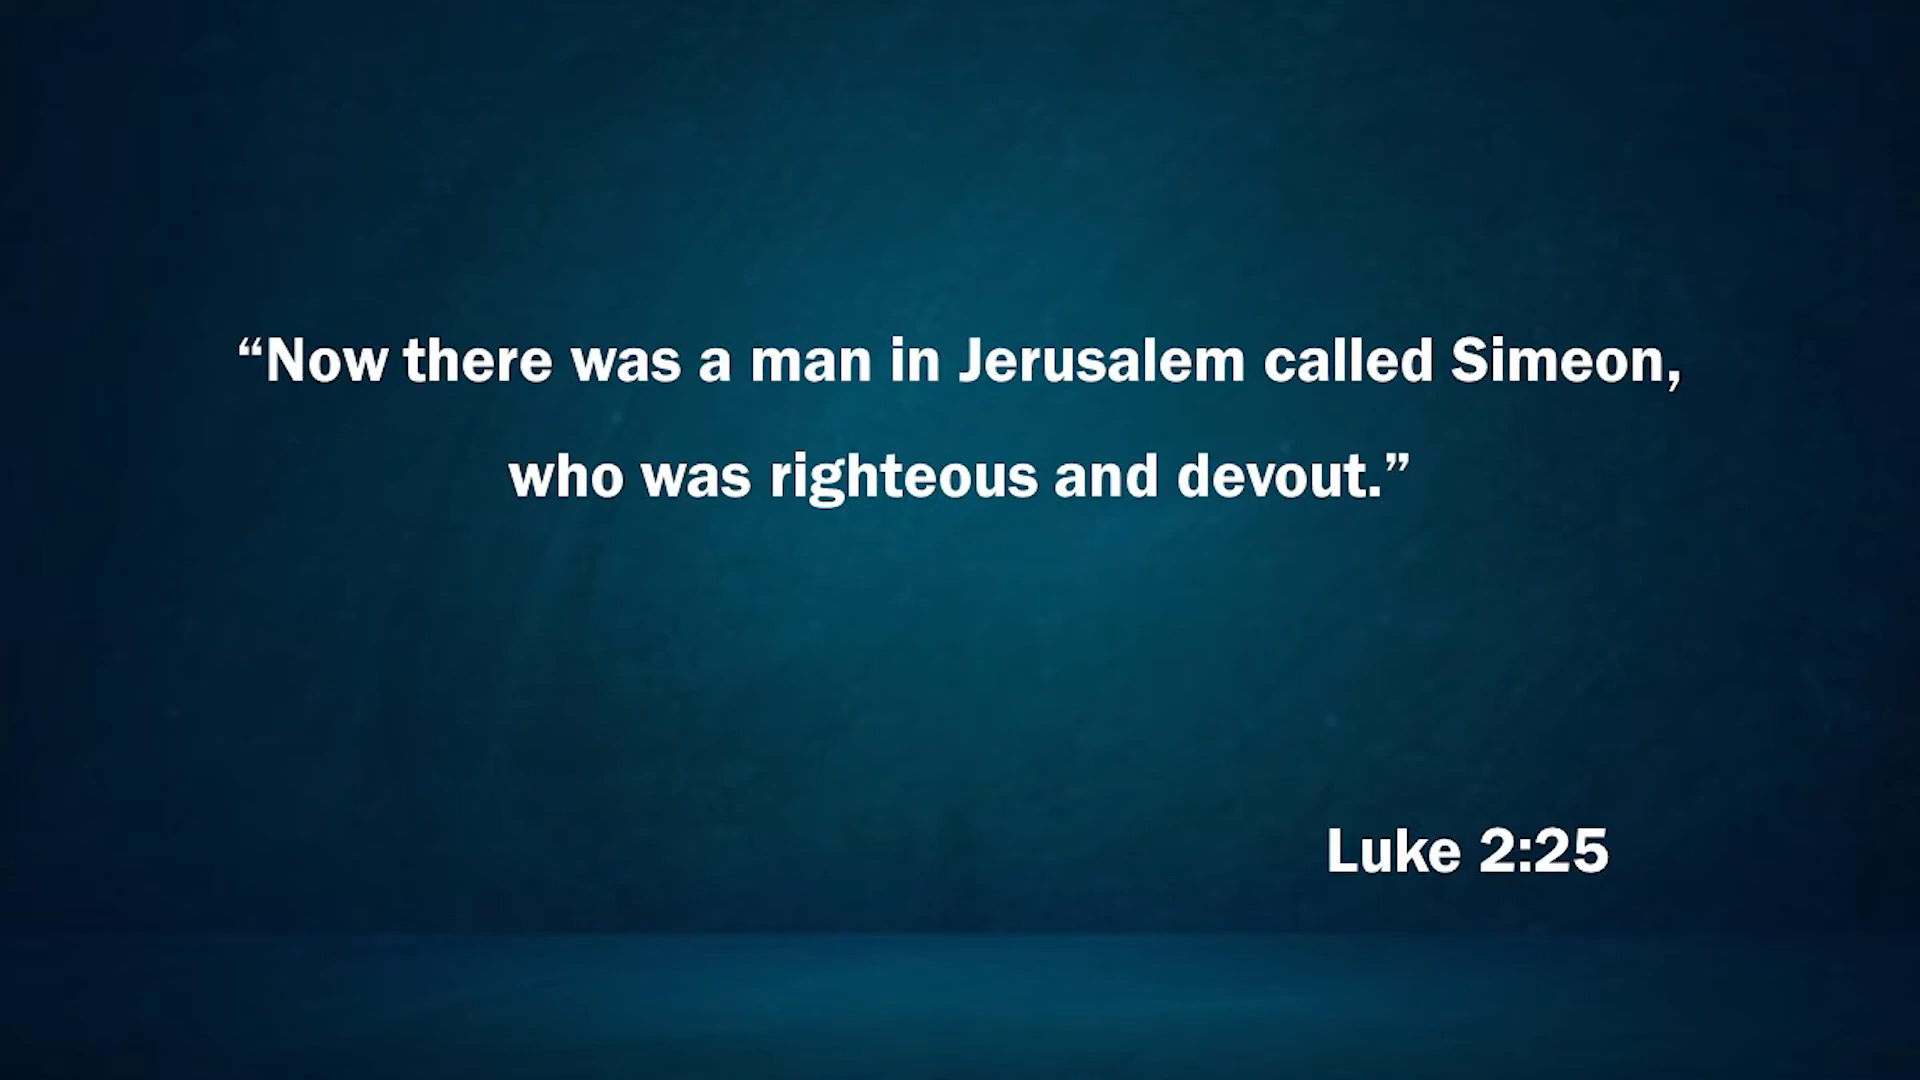 “Now there was a man in Jerusalem called Simeon,
who was righteous and devout.”
Luke 2:25